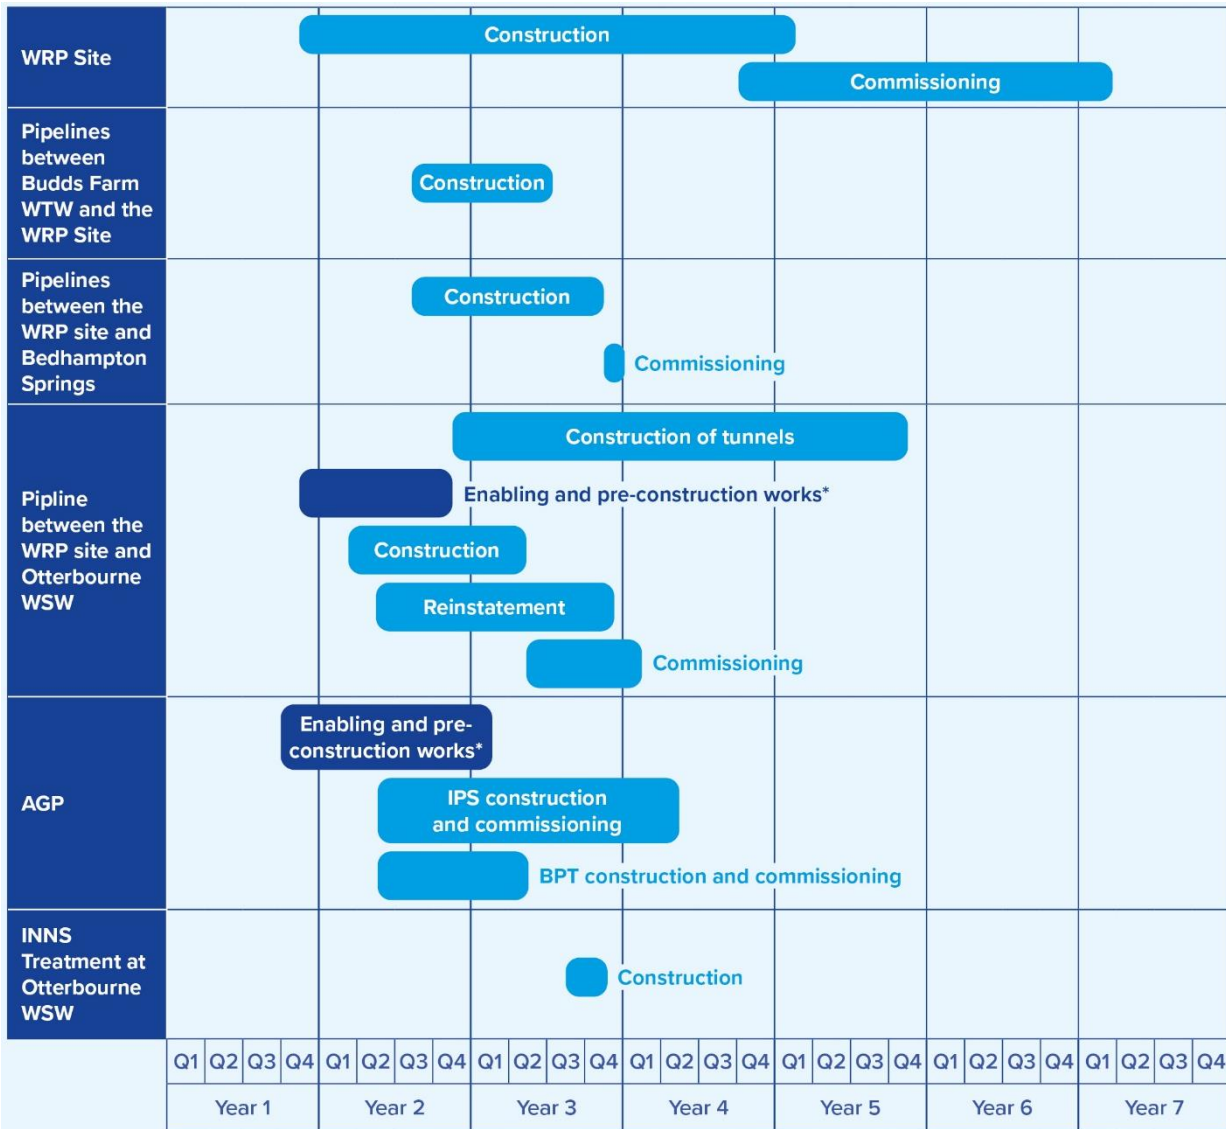 WRP Site
Construction
Commissioning
Pipelines
between
Budds Farm
WTW and the
WRP Site
Construction
Pipelines
between the
WRP site and
Bedhampton
Springs
Construction
Commissioning
Pipline
between the
WRP site and
Otterbourne
WSW
Construction of tunnels
Enabling and pre-construction works*
Construction
Reinstatement
Commissioning
AGP
Enabling and pre-
construction works*
IPS construction
and commissioning
BPT construction and commissioning
INNS
Treatment at
Otterbourne
WSW
Construction
Q1 Q2 Q3 Q4 Q1 Q2 Q3 Q4 Q1 Q2 Q3 Q4 Q1 Q2 Q3 Q4 Q1 Q2 Q3 Q4 Q1 Q2 Q3 Q4 Q1 Q2 Q3 Q4
Year 1 Year 2 Year 3 Year 4 Year 5 Year 6 Year 7